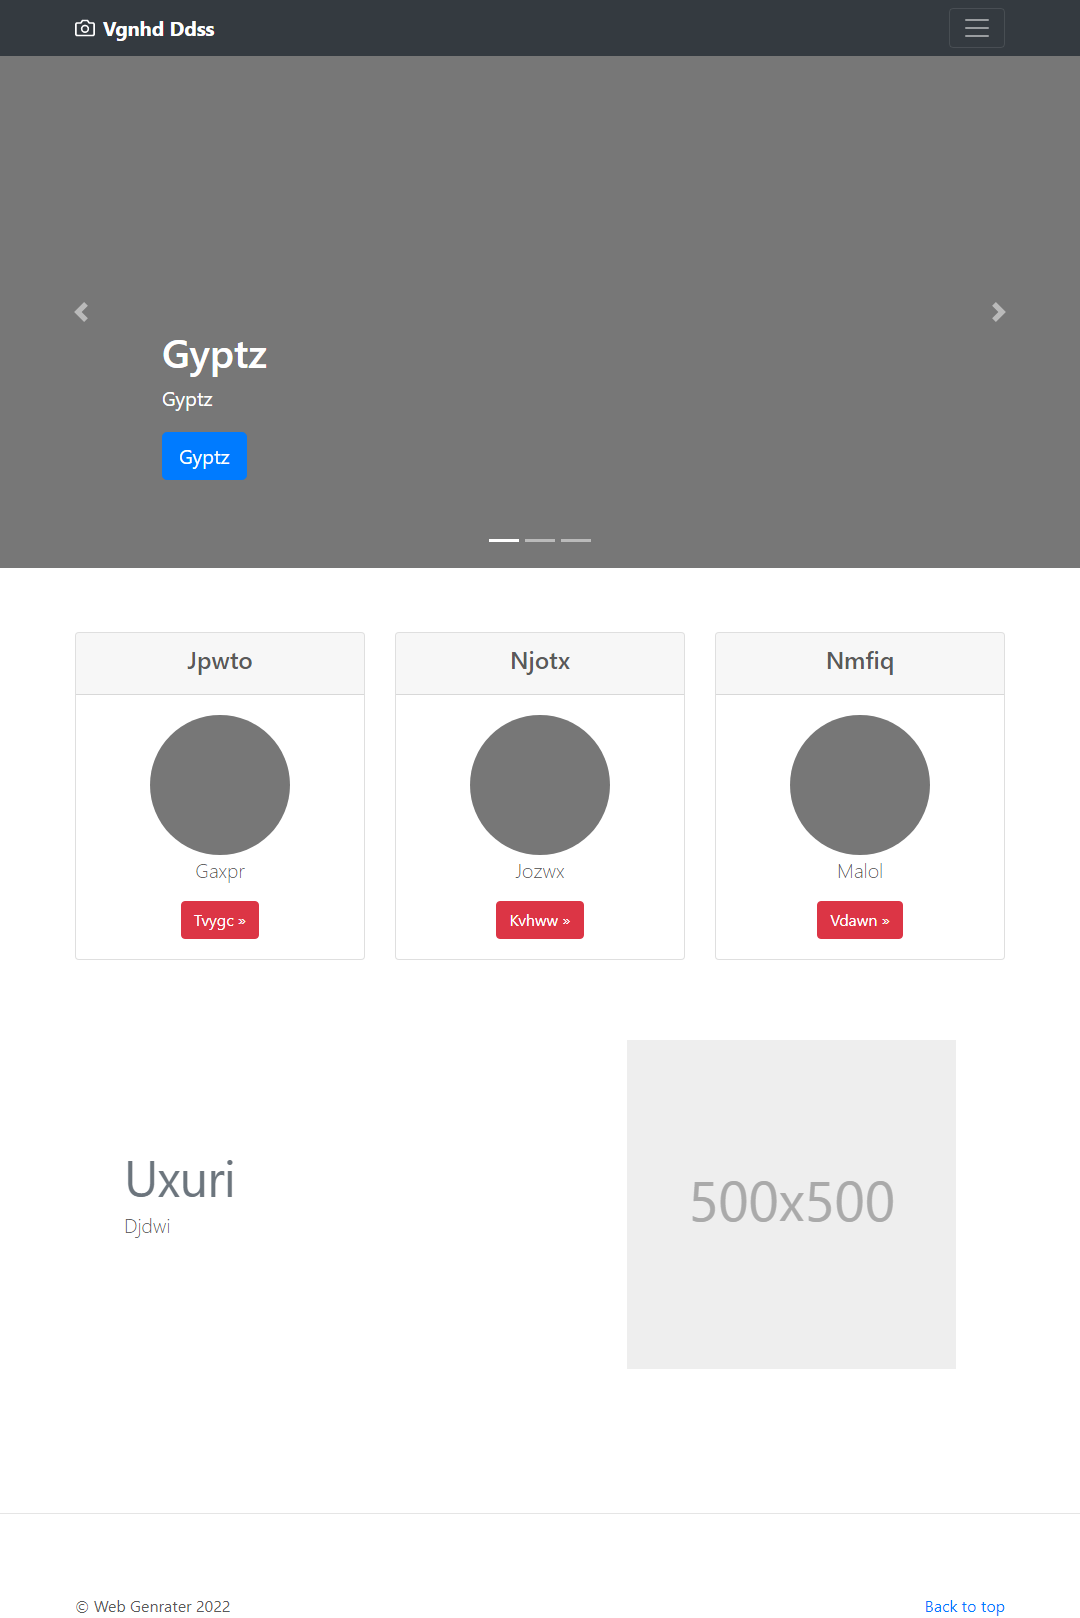 Vgnhd Ddss
Gyptz
Gyptz
Gyptz
Jpwto
Njotx
Nmfiq
Gaxpr
Jozwx
Malol
Tvygc »
Kvhww »
Vdawn »
Uxuri
Djdwi
500x500
© Web Genrater 2022
Back to top